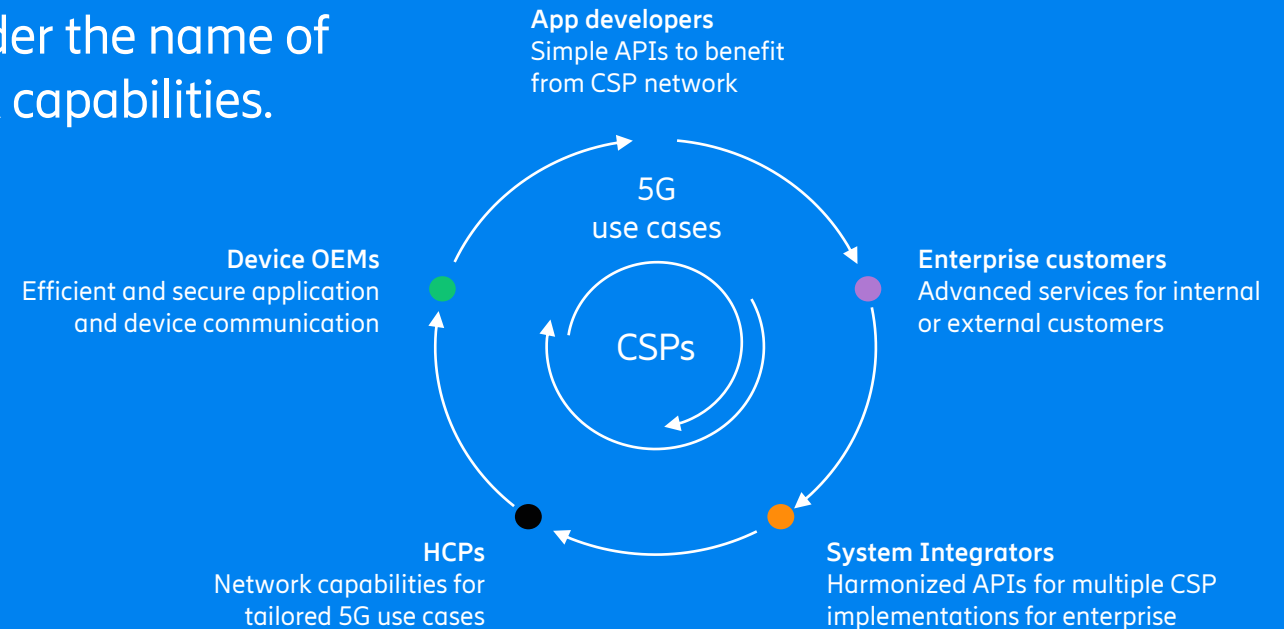 der the name of
capabilities.
App developers
Simple APIs to benefit
from CSP network
5G
use cases
CSPs
Device OEMs
Efficient and secure application
and device communication
Enterprise customers
Advanced services for internal
or external customers
HCPs
Network capabilities for
tailored 5G use cases
System Integrators
Harmonized APIs for multiple CSP
implementations for enterprise